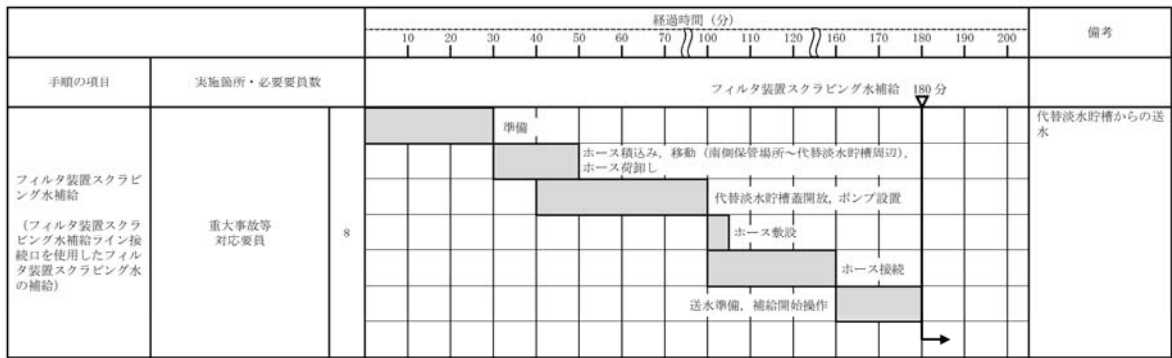 経過時間（分）
備考
10 20 30 40 50 60 70 100 110 120 160 170 180 190 200
手順の項目
実施箇所・必要要員数
フィルタ装置スクラビング水補給 180 分
フィルタ装置スクラビ
ング水補給
（フィルタ装置スクラ
ビング水補給ライン接
続口を使用したフィル
タ装置スクラビング水
の補給）
重大事故等
対応要員
8
準備
ホース積込み，移動（南側保管場所～代替淡水貯槽周辺），
ホース荷卸し
代替淡水貯槽蓋開放，ポンプ設置
ホース敷設
ホース接続
送水準備，補給開始操作
代替淡水貯槽からの送
水